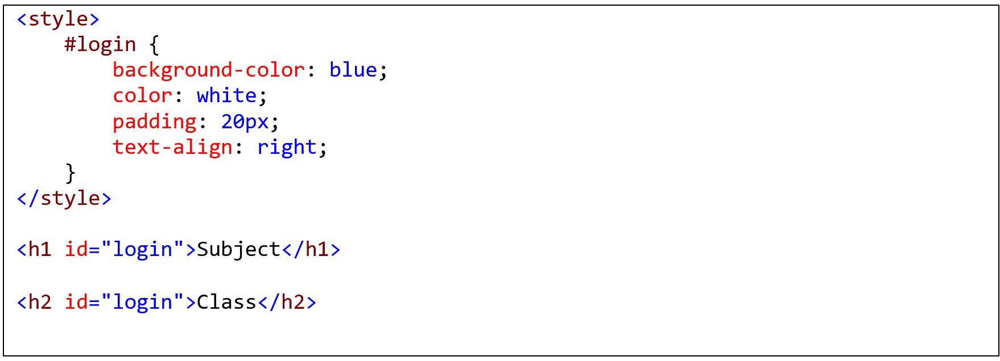 <style>
    #login {
        background-color: blue;
        color: white;
        padding: 20px;
        text-align: right;
    }
</style>

<h1 id="login">Subject</h1>

<h2 id="login">Class</h2>